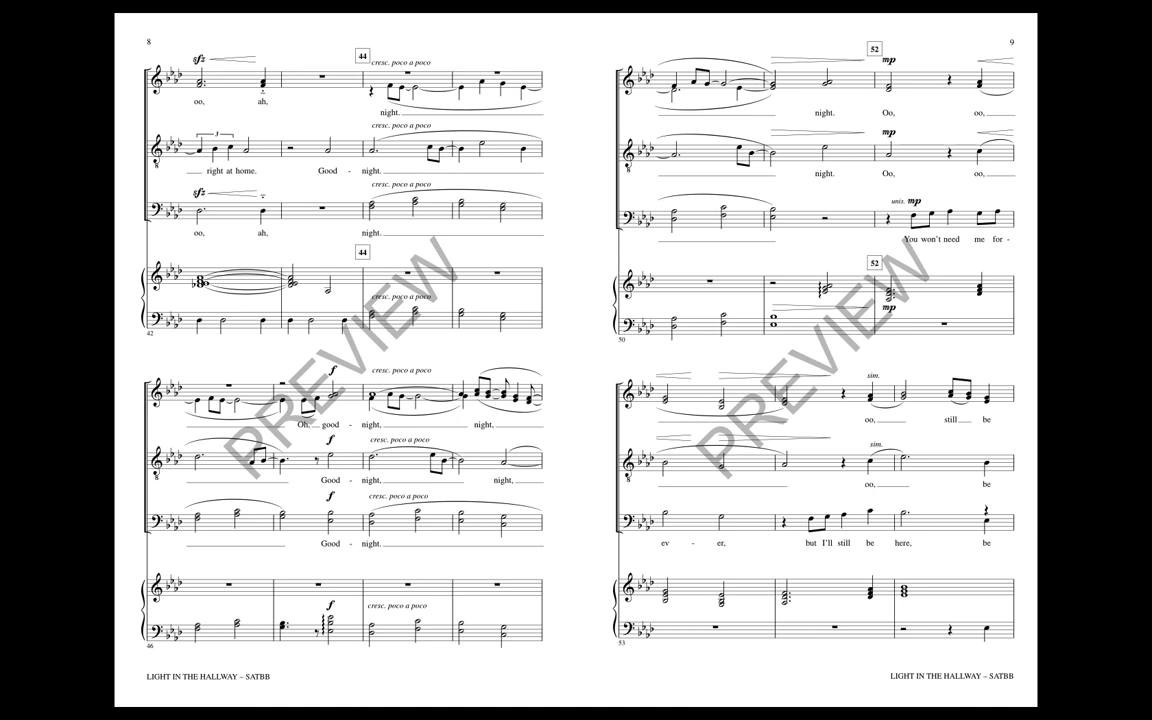 8
sfz
44
cresc. poco a poco
oo, ah, night.
cresc. poco a poco
3
8
right at home. Good - night.
sfz
cresc. poco a poco
oo, ah, night.
44
cresc. poco a poco
42
f
cresc. poco a poco
Oh, good - night, night,
f
cresc. poco a poco
8
Good - night, night,
f
cresc. poco a poco
Good - night.
f
cresc. poco a poco
46
LIGHT IN THE HALLWAY – SATBB
PREVIEW
9
52
mp
night. Oo, oo,
mp
8
night. Oo, oo,
unis. mp
You won't need me for -
52
mp
50
sim.
oo, still be
sim.
8
oo, be
ev - er, but I'll still be here, be
53
LIGHT IN THE HALLWAY – SATBB
PREVIEW